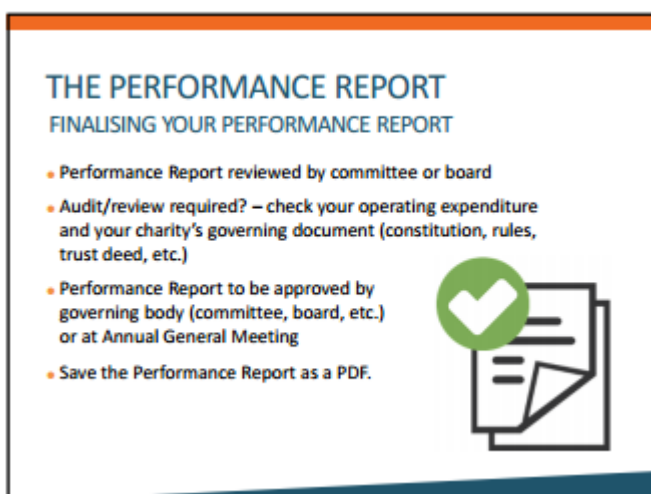 THE PERFORMANCE REPORT
FINALISING YOUR PERFORMANCE REPORT
• Performance Report reviewed by committee or board
• Audit/review required? – check your operating expenditure
and your charity's governing document (constitution, rules,
trust deed, etc.)
• Performance Report to be approved by
governing body (committee, board, etc.)
or at Annual General Meeting
• Save the Performance Report as a PDF.